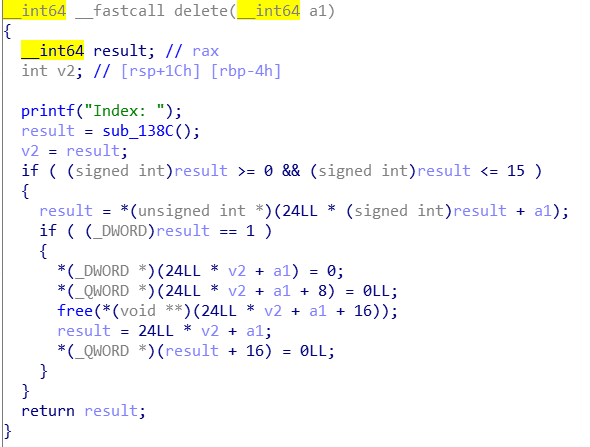 __int64 __fastcall delete(__int64 a1)
{
  __int64 result; // rax
  int v2; // [rsp+1Ch] [rbp-4h]

  printf("Index: ");
  result = sub_138C();
  v2 = result;
  if ( (signed int)result >= 0 && (signed int)result <= 15 )
  {
    result = *(unsigned int *)(24LL * (signed int)result + a1);
    if ( (_DWORD)result == 1 )
    {
      *(_DWORD *)(24LL * v2 + a1) = 0;
      *(_QWORD *)(24LL * v2 + a1 + 8) = 0LL;
      free(*(void **)(24LL * v2 + a1 + 16));
      result = 24LL * v2 + a1;
      *(_QWORD *)(result + 16) = 0LL;
    }
  }
  return result;
}